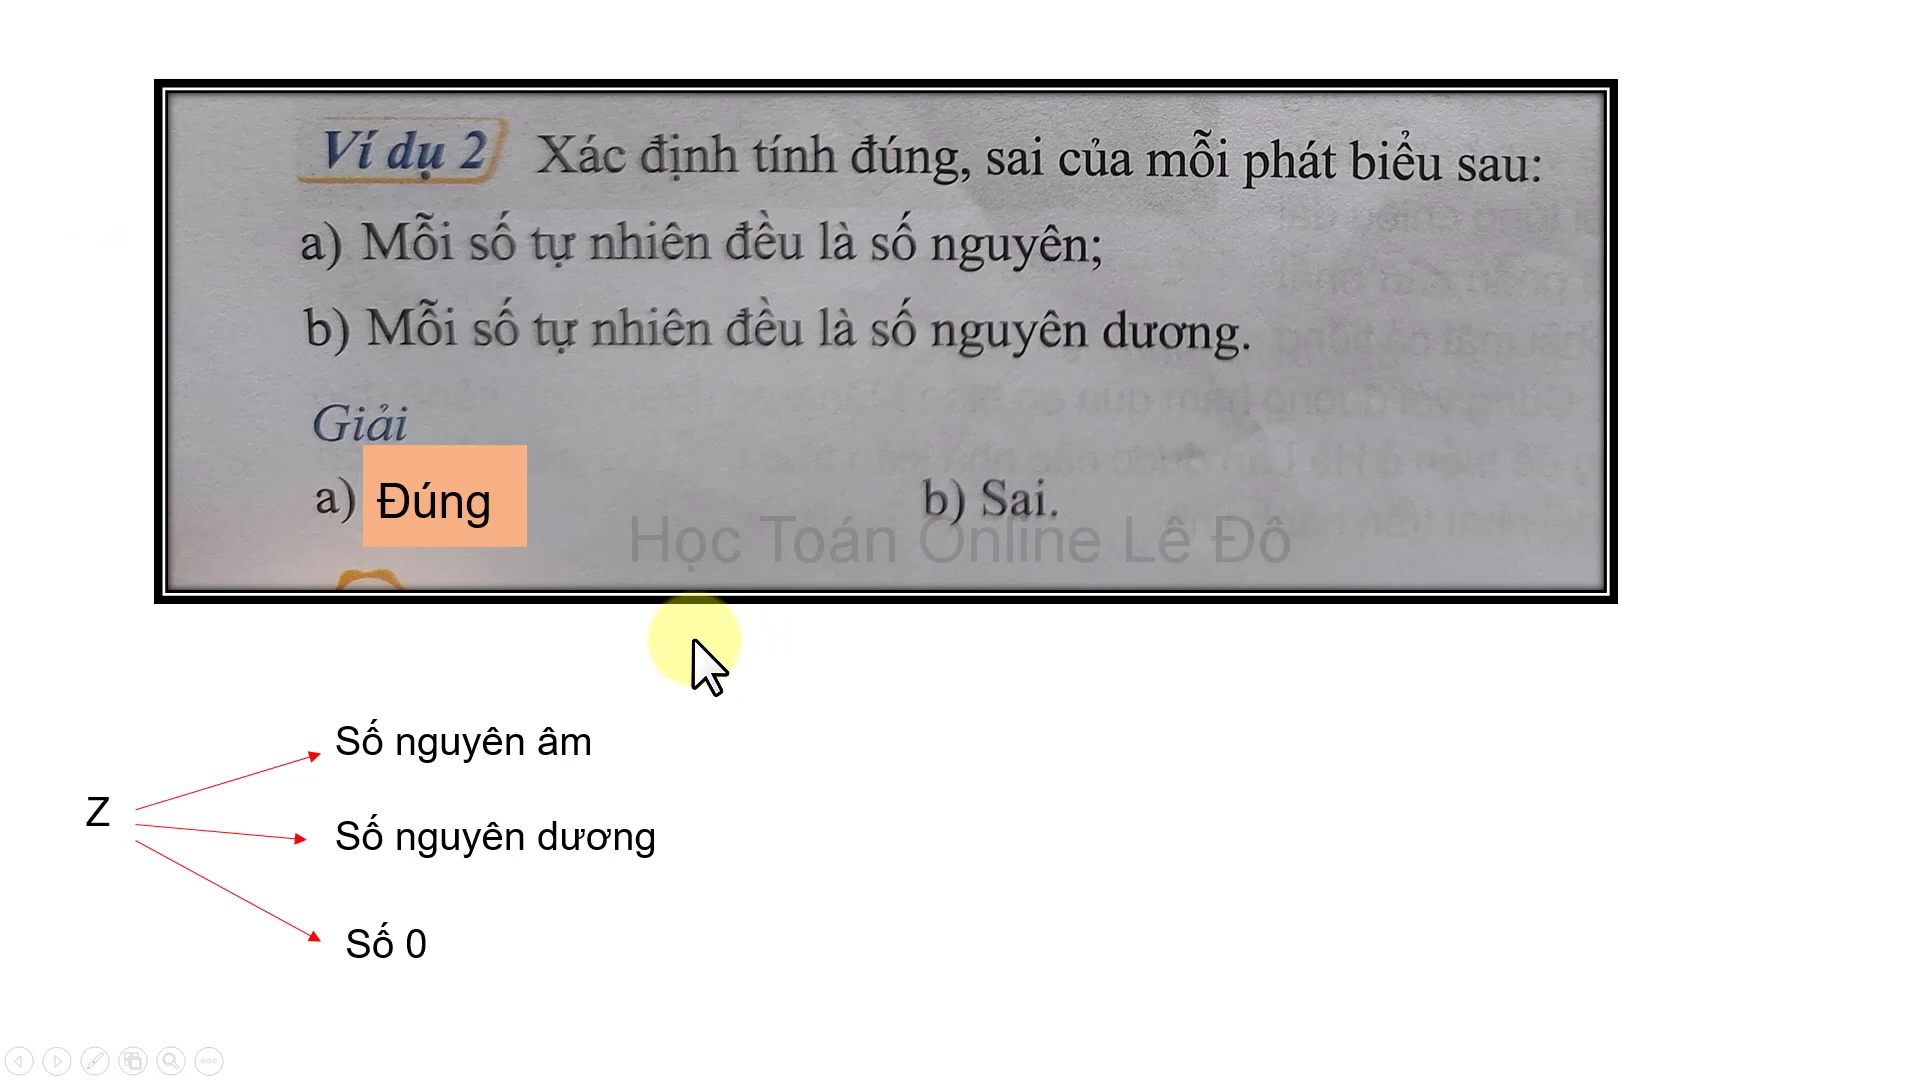 Ví dụ 2 Xác định tính đúng, sai của mỗi phát biểu sau:
a) Mỗi số tự nhiên đều là số nguyên;
b) Mỗi số tự nhiên đều là số nguyên dương.
Giải
a) Đúng b) Sai.
Học Toán Online Lê Đô
Số nguyên âm
Z
Số nguyên dương
Số 0